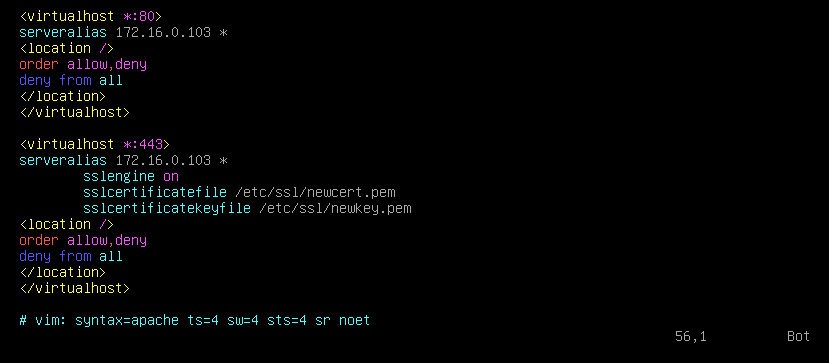 <virtualhost *:80>
serveralias 172.16.0.103 *
<location />
order allow,deny
deny from all
</location>
</virtualhost>
<virtualhost *:443>
serveralias 172.16.0.103 *
sslengine on
sslcertificatefile /etc/ssl/newcert.pem
sslcertificatekeyfile /etc/ssl/newkey.pem
<location />
order allow,deny
deny from all
</location>
</virtualhost>
# vim: syntax=apache ts=4 sw=4 sts=4 sr noet
56,1 Bot